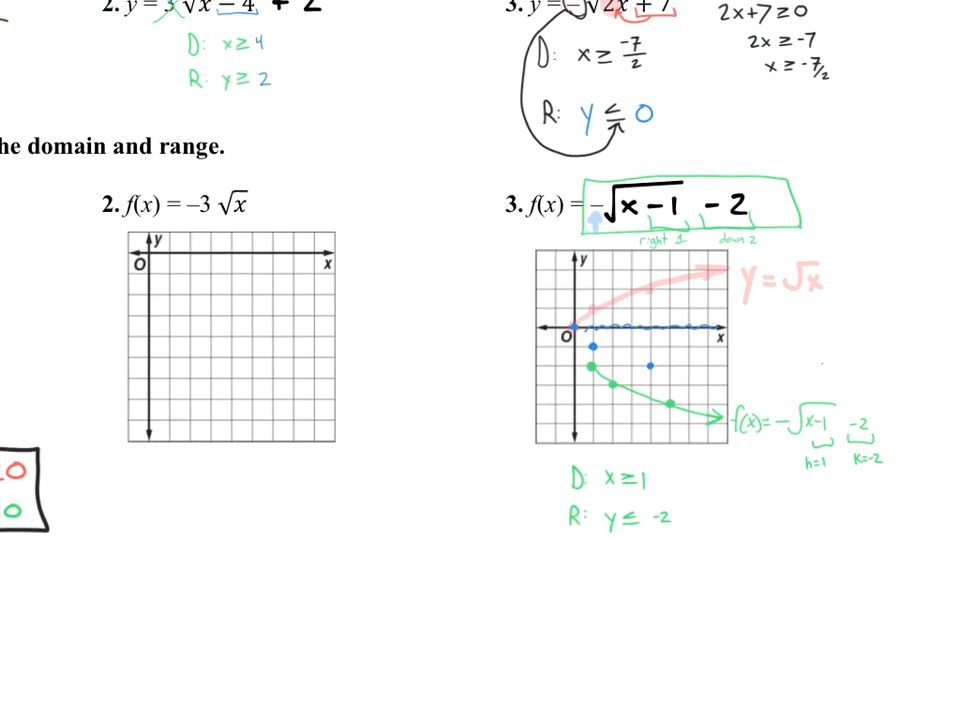 2. y = 3 √x − 4 + 2
D: x ≥ 4
R: y ≥ 2
3. y = −√2x + 7
2x+7 ≥ 0
2x ≥ -7
x ≥ -7/2
D: x ≥ -7/2
R: y ≤ 0
he domain and range.
2. f(x) = –3 √x
y
O
x
3. f(x) = −√x − 1 − 2
right 1
down 2
y
O
x
y = √x
f(x) = −√x-1 -2
h=1
k=-2
D: x ≥ 1
R: y ≤ -2
0
0